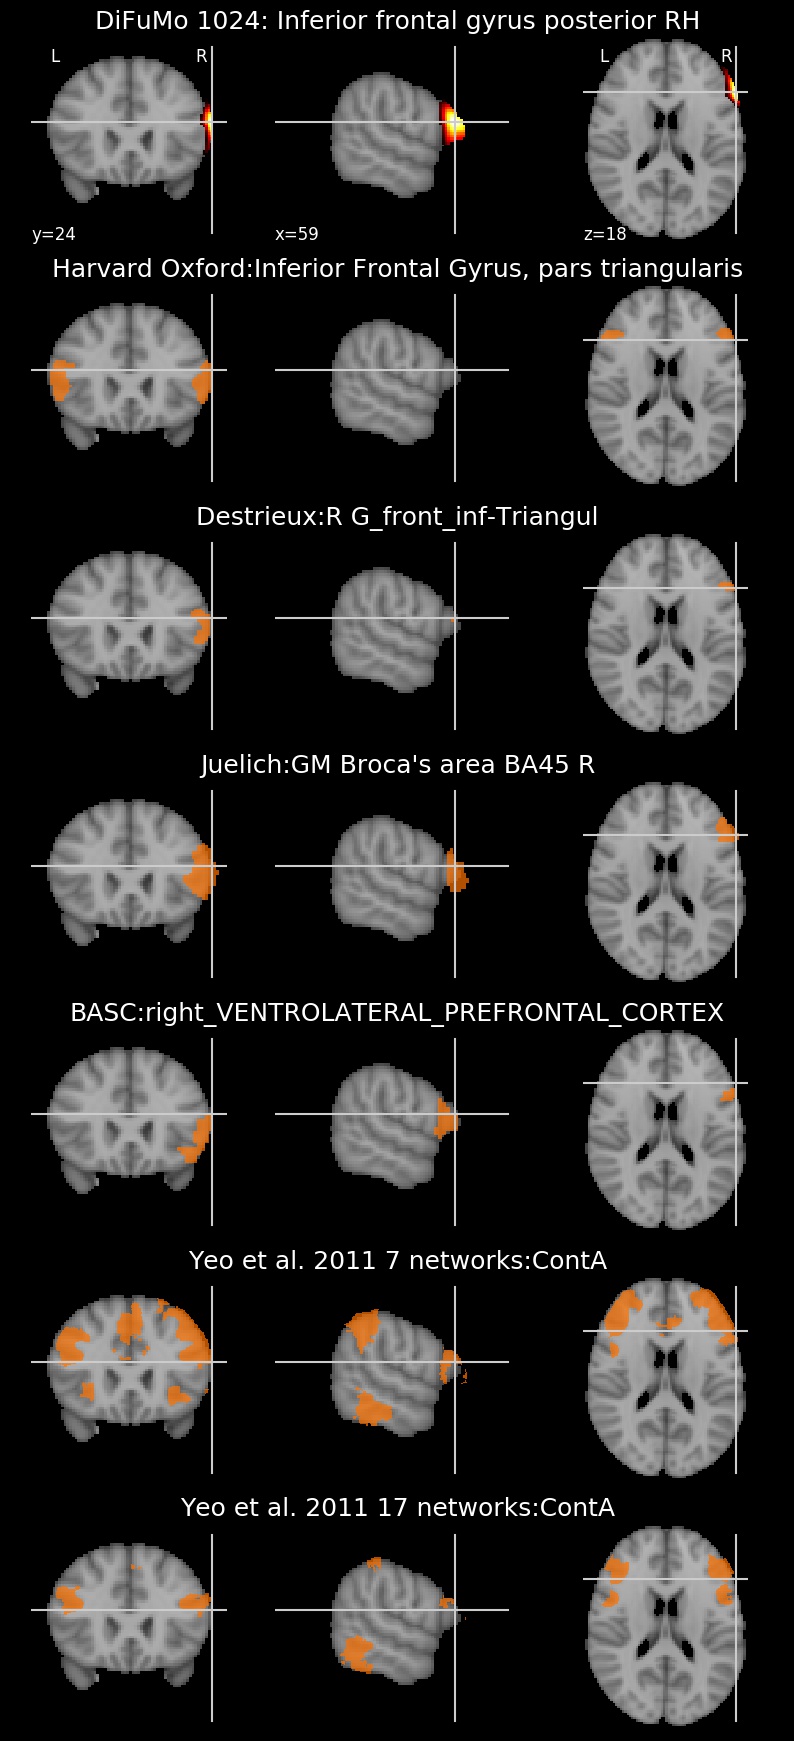 DiFuMo 1024: Inferior frontal gyrus posterior RH
L R L R
y=24 x=59 z=18
Harvard Oxford:Inferior Frontal Gyrus, pars triangularis
Destrieux:R G_front_inf-Triangul
Juelich:GM Broca's area BA45 R
BASC:right_VENTROLATERAL_PREFRONTAL_CORTEX
Yeo et al. 2011 7 networks:ContA
Yeo et al. 2011 17 networks:ContA